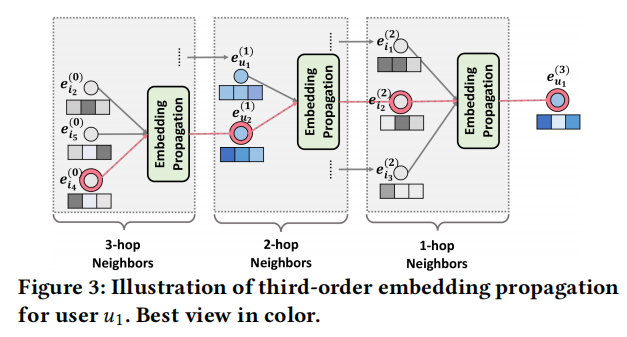 e_{i_2}^{(0)}
e_{i_5}^{(0)}
e_{i_4}^{(0)}
Embedding
Propagation
e_{u_1}^{(1)}
e_{u_2}^{(1)}
Embedding
Propagation
e_{i_1}^{(2)}
e_{i_2}^{(2)}
e_{i_3}^{(2)}
Embedding
Propagation
e_{u_1}^{(3)}
3-hop
Neighbors
2-hop
Neighbors
1-hop
Neighbors
Figure 3: Illustration of third-order embedding propagation
for user u_1. Best view in color.